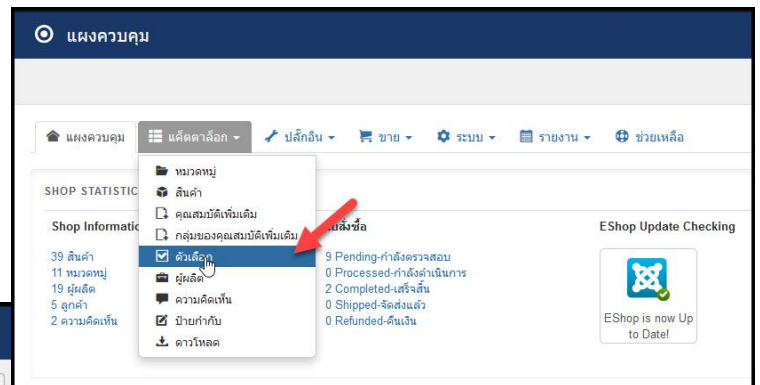 แผงควบคุม
แผงควบคุม แค็ตตาล็อก ปลั๊กอิน ขาย ระบบ รายงาน ช่วยเหลือ
หมวดหมู่
SHOP STATISTIC สินค้า
คุณสมบัติเพิ่มเติม
Shop Informatio กลุ่มของคุณสมบัติเพิ่มเติม สั่งซื้อ EShop Update Checking
39 สินค้า ตัวเลือก 9 Pending-กำลังตรวจสอบ
11 หมวดหมู่ ผู้ผลิต 0 Processed-กำลังดำเนินการ
19 ผู้ผลิต 2 Completed-เสร็จสิ้น
5 ลูกค้า ความคิดเห็น 0 Shipped-จัดส่งแล้ว
2 ความคิดเห็น ป้ายกำกับ 0 Refunded-คืนเงิน EShop is now Up
ดาวโหลด to Date!